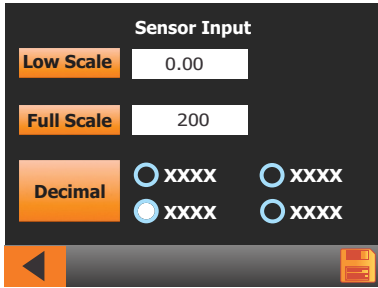 Sensor Input
Low Scale 0.00
Full Scale 200
Decimal
XXXX XXXX
XXXX XXXX